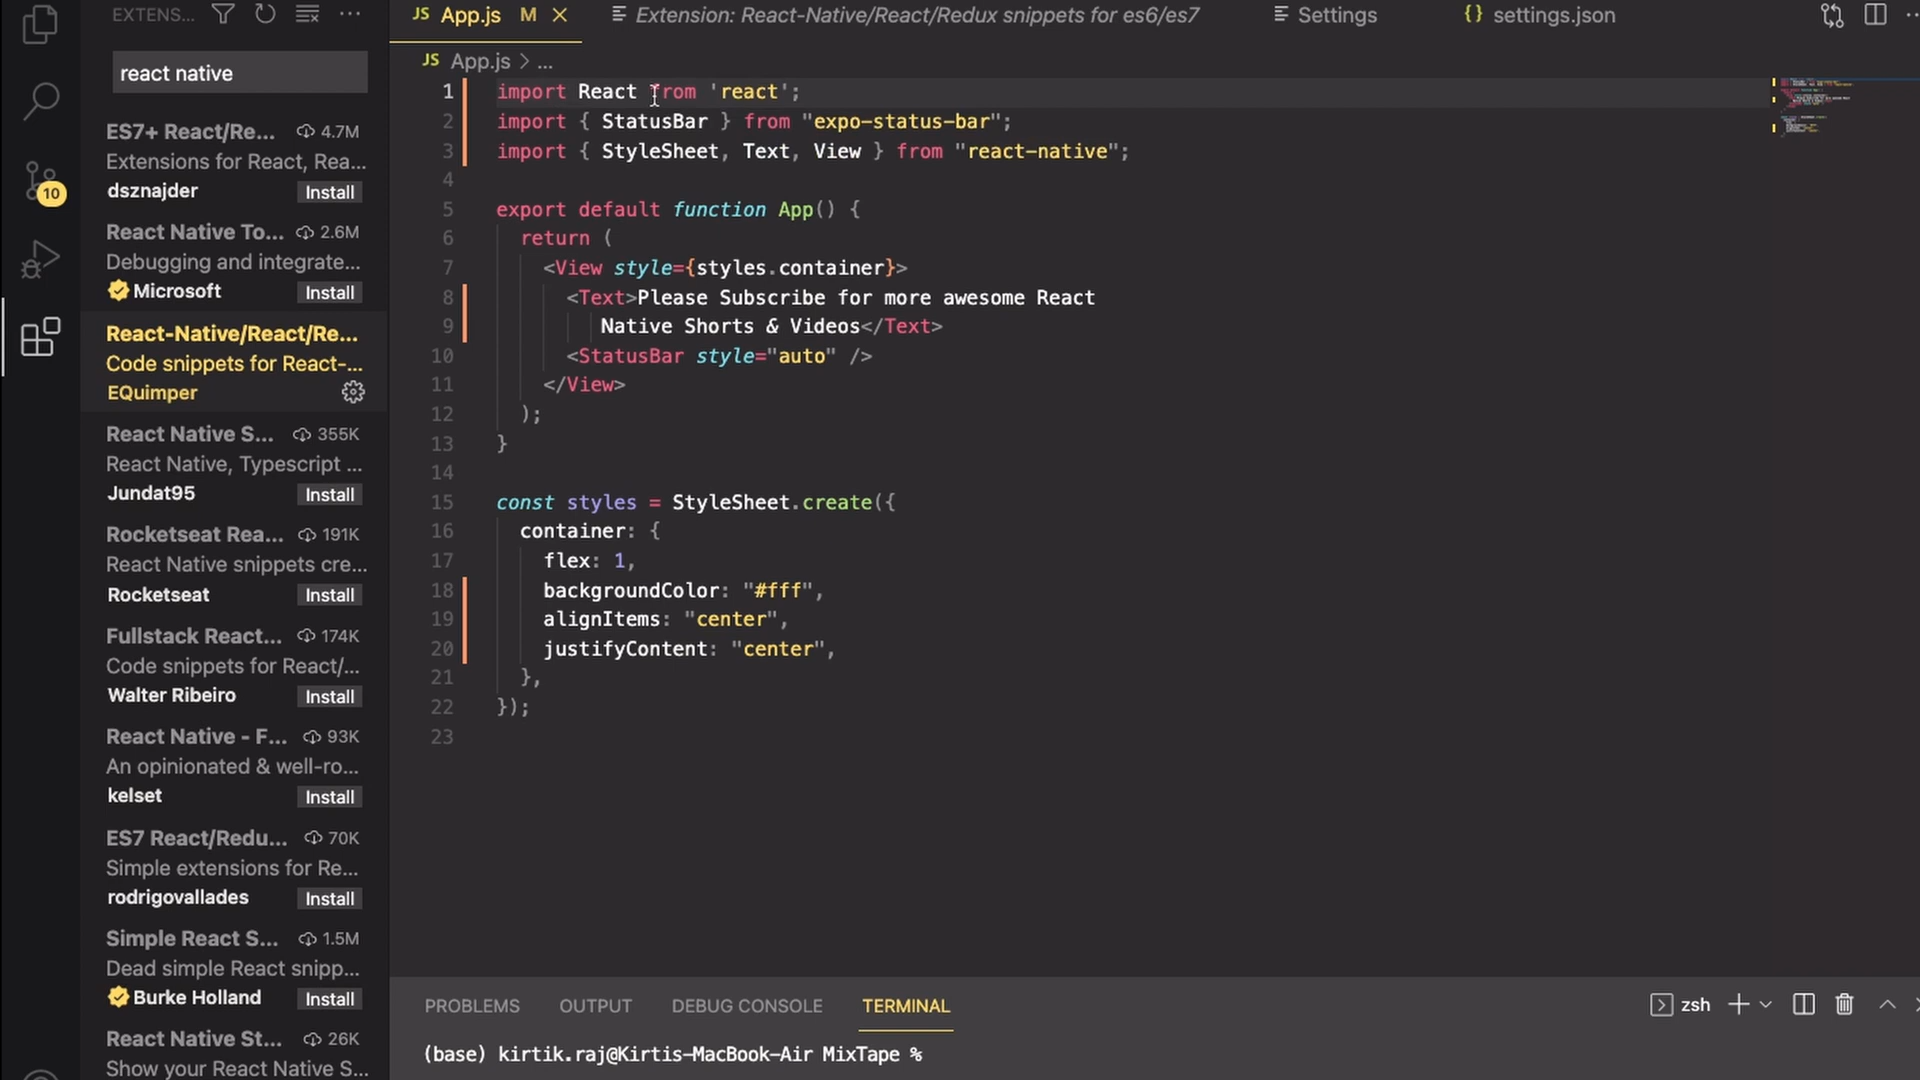 EXTENS...
react native
ES7+ React/Re... 4.7M
Extensions for React, Rea...
dsznajder Install
React Native To... 2.6M
Debugging and integrate...
Microsoft Install
React-Native/React/Re...
Code snippets for React-...
EQuimper
React Native S... 355K
React Native, Typescript ...
Jundat95 Install
Rocketseat Rea... 191K
React Native snippets cre...
Rocketseat Install
Fullstack React... 174K
Code snippets for React/...
Walter Ribeiro Install
React Native - F... 93K
An opinionated & well-ro...
kelset Install
ES7 React/Redu... 70K
Simple extensions for Re...
rodrigovallades Install
Simple React S... 1.5M
Dead simple React snipp...
Burke Holland Install
React Native St... 26K
Show your React Native S...
10
JS App.js M
Extension: React-Native/React/Redux snippets for es6/es7
Settings
{} settings.json
JS App.js > ...
1 import React from 'react';
2 import { StatusBar } from "expo-status-bar";
3 import { StyleSheet, Text, View } from "react-native";
4
5 export default function App() {
6 return (
7 <View style={styles.container}>
8 <Text>Please Subscribe for more awesome React
9 Native Shorts & Videos</Text>
10 <StatusBar style="auto" />
11 </View>
12 );
13 }
14
15 const styles = StyleSheet.create({
16 container: {
17 flex: 1,
18 backgroundColor: "#fff",
19 alignItems: "center",
20 justifyContent: "center",
21 },
22 });
23
PROBLEMS OUTPUT DEBUG CONSOLE TERMINAL
zsh
(base) kirtik.raj@Kirtis-MacBook-Air MixTape %